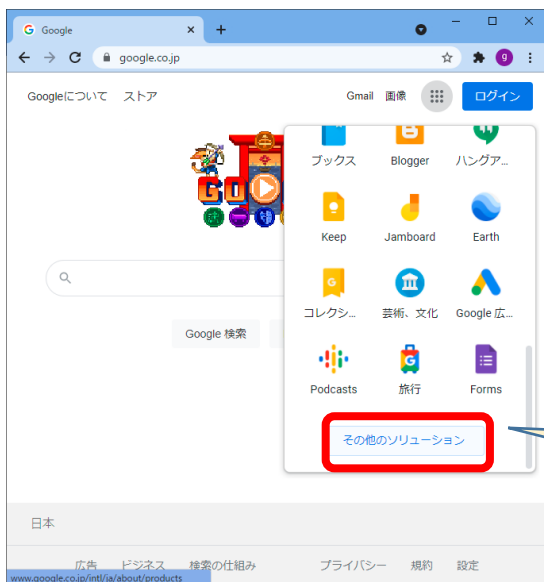 Google
google.co.jp
g
Googleについて ストア Gmail 画像 ログイン
GO
ブックス Blogger ハングア...
Keep Jamboard Earth
コレクシ... 芸術、文化 Google 広...
Podcasts 旅行 Forms
Google 検索
その他のソリューション
日本
広告 ビジネス 検索の仕組み プライバシー 規約 設定
www.google.co.jp/intl/ja/about/products